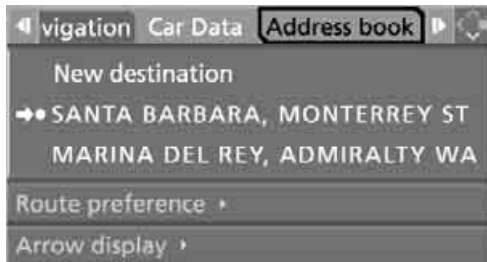 vigation Car Data Address book
New destination
SANTA BARBARA, MONTERREY ST
MARINA DEL REY, ADMIRALTY WA
Route preference
Arrow display